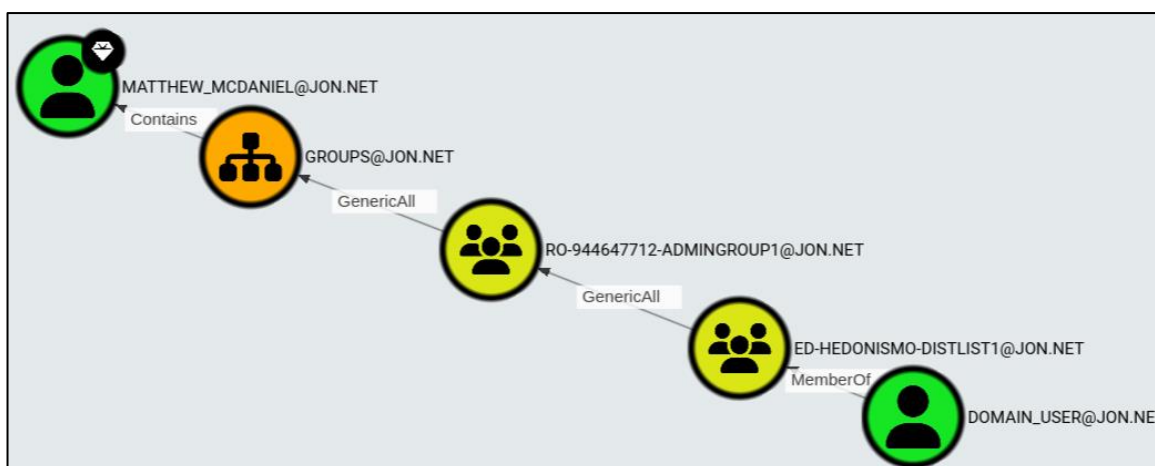 MATTHEW_MCDANIEL@JON.NET
Contains
GROUPS@JON.NET
GenericAll
RO-944647712-ADMINGROUP1@JON.NET
GenericAll
ED-HEDONISMO-DISTLIST1@JON.NET
MemberOf
DOMAIN_USER@JON.NE